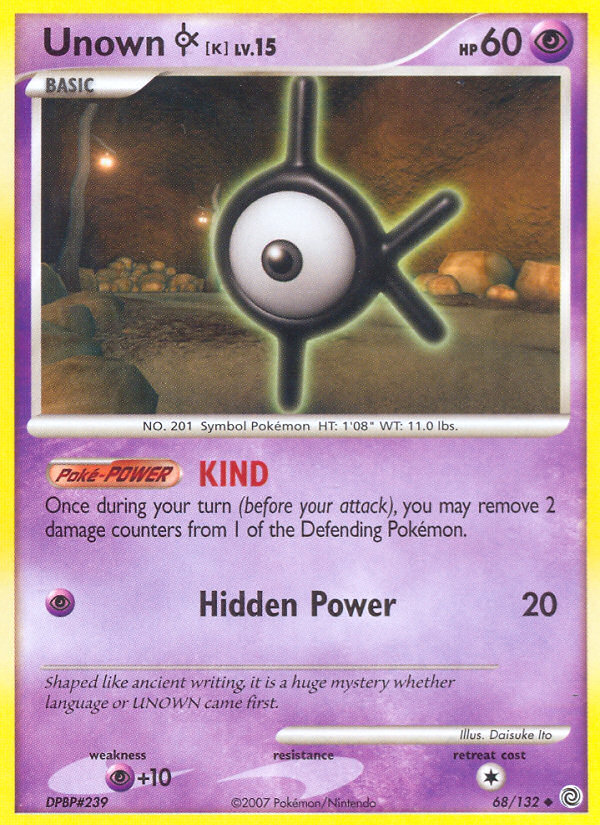 Unown [K] LV.15 HP 60
BASIC
NO. 201 Symbol Pokémon HT: 1'08" WT: 11.0 lbs.
Poké-POWER KIND
Once during your turn (before your attack), you may remove 2
damage counters from 1 of the Defending Pokémon.
Hidden Power 20
Shaped like ancient writing, it is a huge mystery whether
language or UNOWN came first.
Illus. Daisuke Ito
weakness resistance retreat cost
+10
DPBP#239 ©2007 Pokémon/Nintendo 68/132